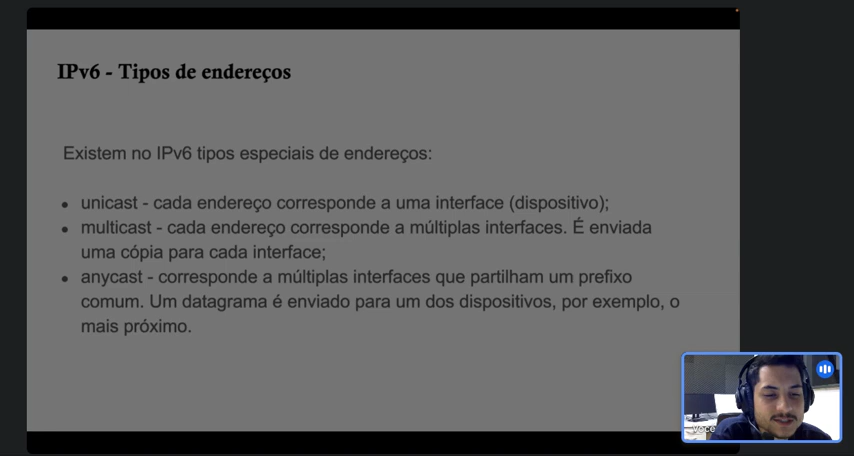 IPv6 - Tipos de endereços
Existem no IPv6 tipos especiais de endereços:
• unicast - cada endereço corresponde a uma interface (dispositivo);
• multicast - cada endereço corresponde a múltiplas interfaces. É enviada
uma cópia para cada interface;
• anycast - corresponde a múltiplas interfaces que partilham um prefixo
comum. Um datagrama é enviado para um dos dispositivos, por exemplo, o
mais próximo.
Você